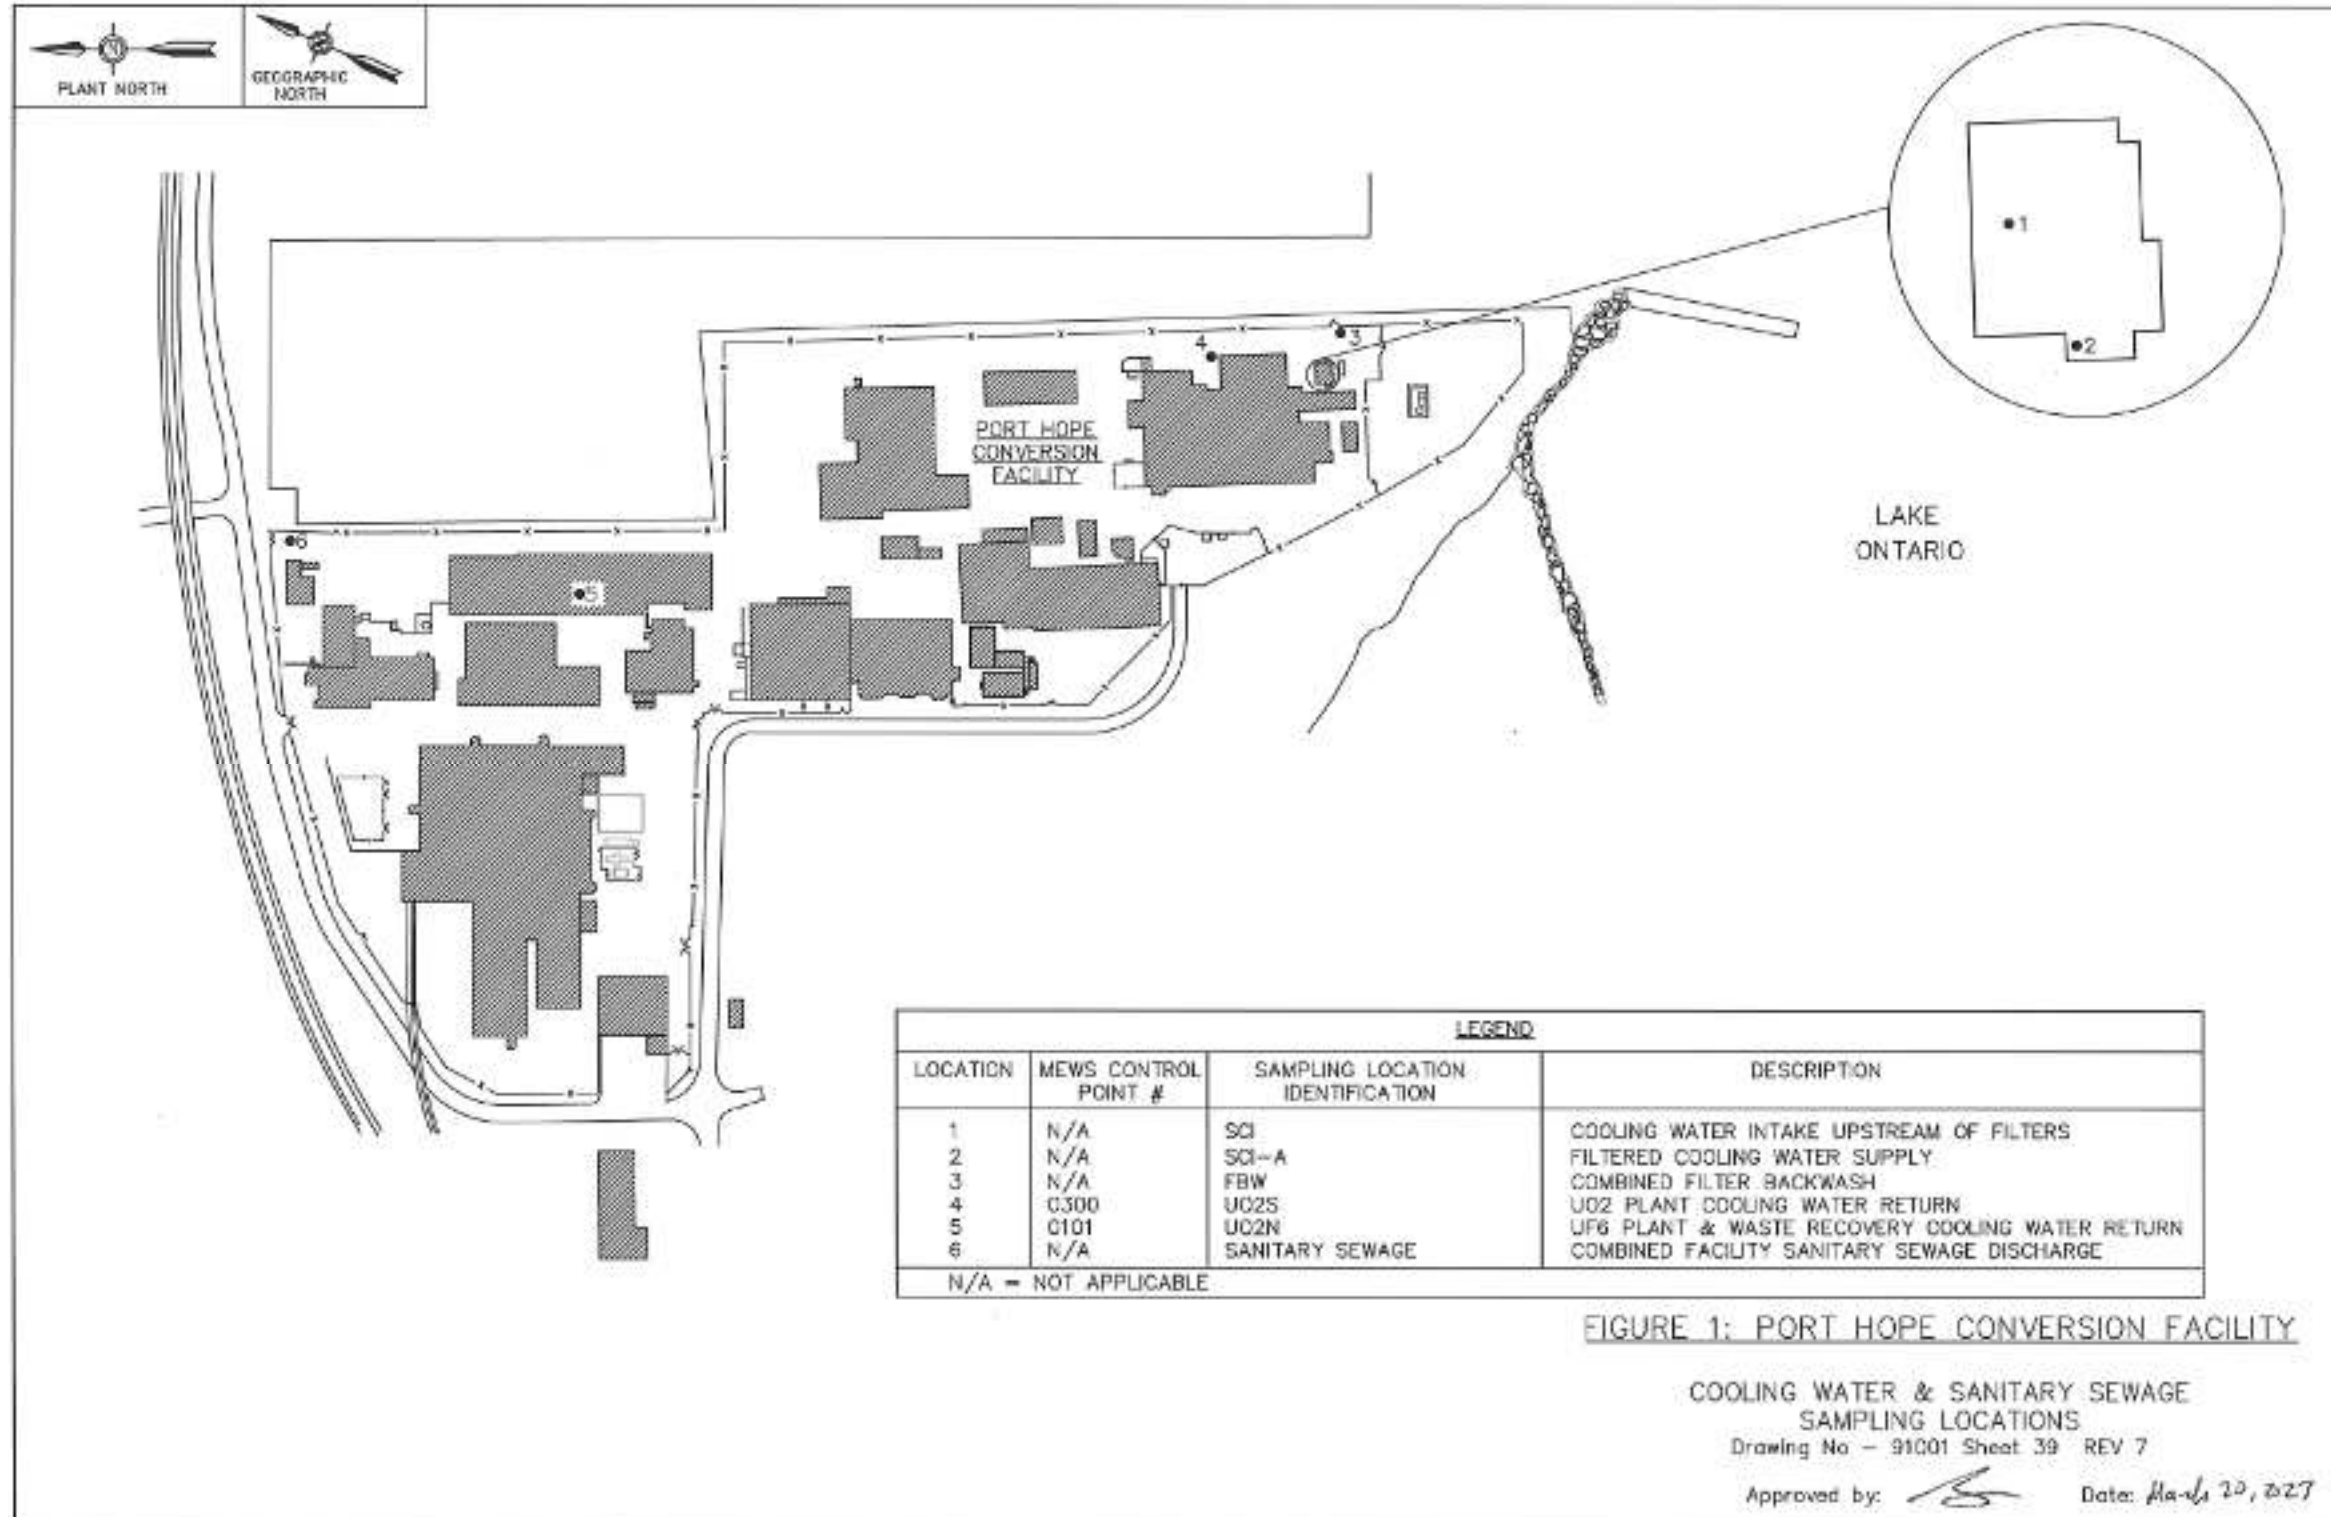 PLANT NORTH
GEOGRAPHIC
NORTH
1
2
3
4
PORT HOPE
CONVERSION
FACILITY
LAKE
ONTARIO
6
5
LEGEND
LOCATION MEWS CONTROL POINT # SAMPLING LOCATION IDENTIFICATION DESCRIPTION
1 N/A SCI COOLING WATER INTAKE UPSTREAM OF FILTERS
2 N/A SCI-A FILTERED COOLING WATER SUPPLY
3 N/A FBW COMBINED FILTER BACKWASH
4 0300 UO2S UO2 PLANT COOLING WATER RETURN
5 0101 UO2N UF6 PLANT & WASTE RECOVERY COOLING WATER RETURN
6 N/A SANITARY SEWAGE COMBINED FACILITY SANITARY SEWAGE DISCHARGE
N/A = NOT APPLICABLE
FIGURE 1: PORT HOPE CONVERSION FACILITY
COOLING WATER & SANITARY SEWAGE
SAMPLING LOCATIONS
Drawing No - 91001 Sheet 39 REV 7
Approved by: Date: March 20,